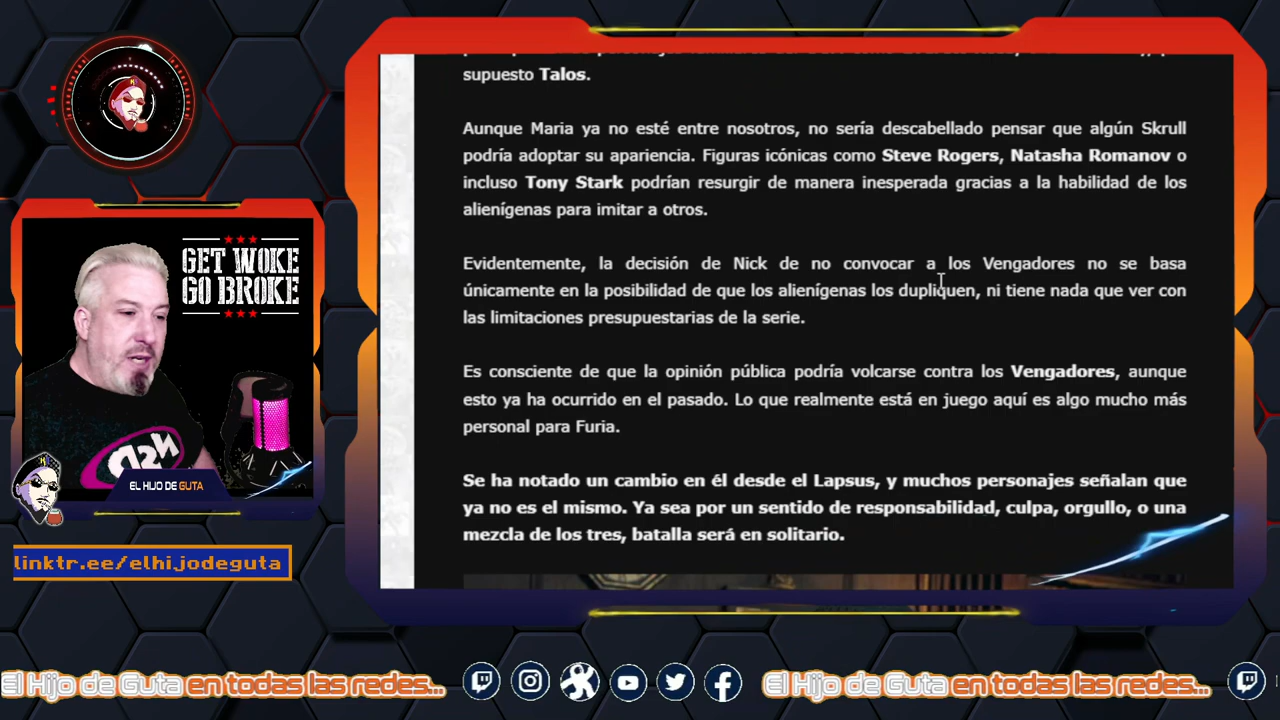 supuesto Talos.
Aunque Maria ya no esté entre nosotros, no sería descabellado pensar que algún Skrull
podría adoptar su apariencia. Figuras icónicas como Steve Rogers, Natasha Romanov o
incluso Tony Stark podrían resurgir de manera inesperada gracias a la habilidad de los
alienígenas para imitar a otros.
Evidentemente, la decisión de Nick de no convocar a los Vengadores no se basa
únicamente en la posibilidad de que los alienígenas los dupliquen, ni tiene nada que ver con
las limitaciones presupuestarias de la serie.
Es consciente de que la opinión pública podría volcarse contra los Vengadores, aunque
esto ya ha ocurrido en el pasado. Lo que realmente está en juego aquí es algo mucho más
personal para Furia.
Se ha notado un cambio en él desde el Lapsus, y muchos personajes señalan que
ya no es el mismo. Ya sea por un sentido de responsabilidad, culpa, orgullo, o una
mezcla de los tres, batalla será en solitario.
GET WOKE
GO BROKE
EL HIJO DE GUTA
linktr.ee/elhijodeguta
El Hijo de Guta en todas las redes...
El Hijo de Guta en todas las redes...